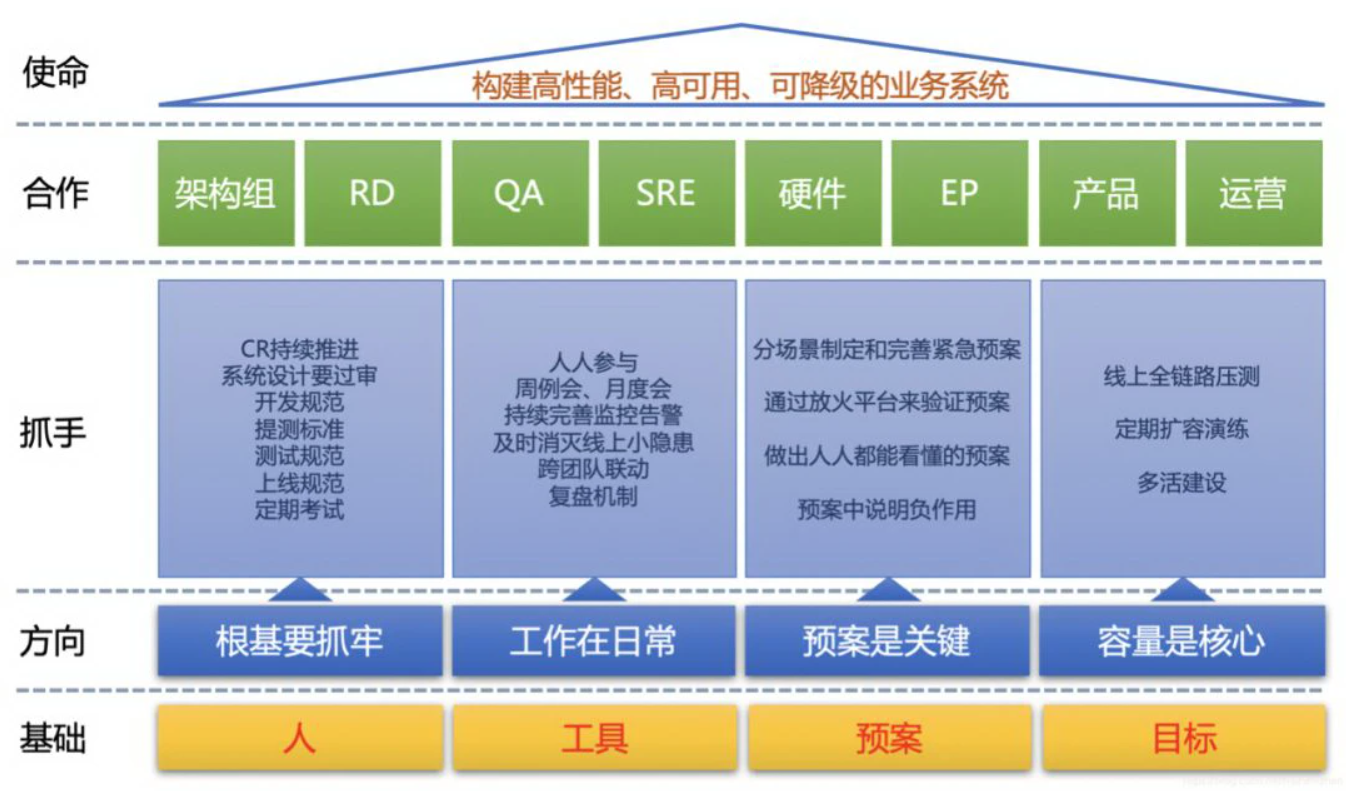 使命
构建高性能、高可用、可降级的业务系统
合作
架构组
RD
QA
SRE
硬件
EP
产品
运营
抓手
CR持续推进
系统设计要过审
开发规范
提测标准
测试规范
上线规范
定期考试
人人参与
周例会、月度会
持续完善监控告警
及时消灭线上小隐患
跨团队联动
复盘机制
分场景制定和完善紧急预案
通过放火平台来验证预案
做出人人都能看懂的预案
预案中说明负作用
线上全链路压测
定期扩容演练
多活建设
方向
根基要抓牢
工作在日常
预案是关键
容量是核心
基础
人
工具
预案
目标